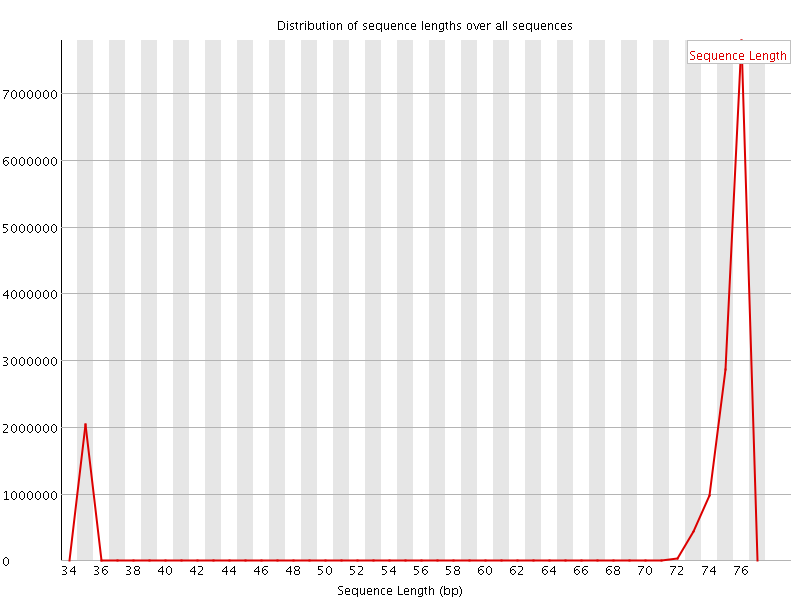 Distribution of sequence lengths over all sequences
Sequence Length
7000000
6000000
5000000
4000000
3000000
2000000
1000000
0
34 36 38 40 42 44 46 48 50 52 54 56 58 60 62 64 66 68 70 72 74 76
Sequence Length (bp)